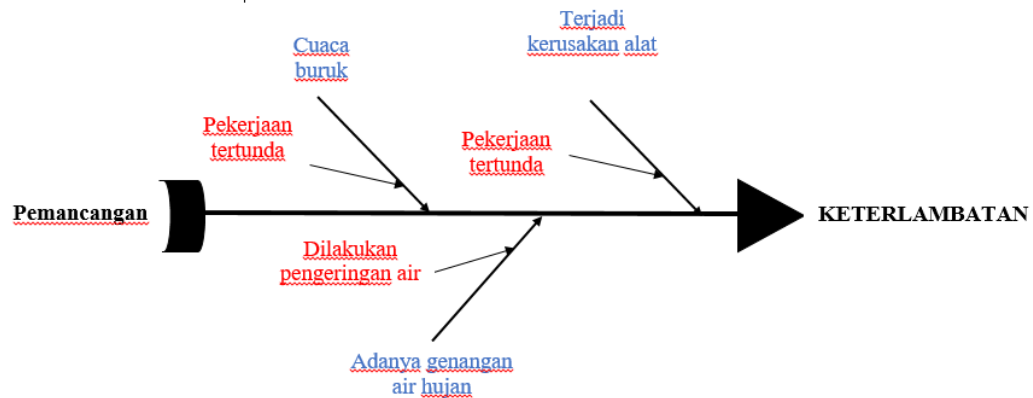 Terjadi
kerusakan alat
Cuaca
buruk
Pekerjaan
tertunda
Pekerjaan
tertunda
Pemancangan
KETERLAMBATAN
Dilakukan
pengeringan air
Adanya genangan
air hujan